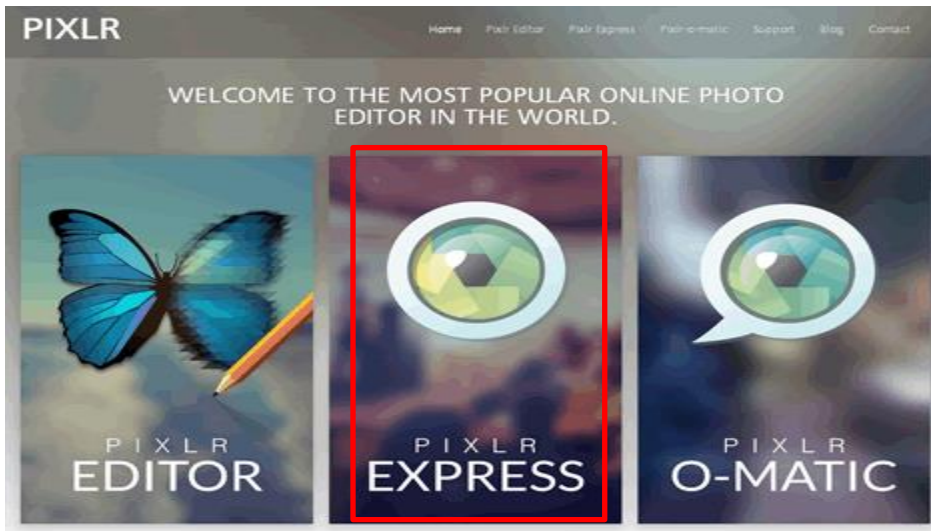 PIXLR
Home Pixlr Editor Pixlr Express Pixlr-o-matic Support Blog Contact
WELCOME TO THE MOST POPULAR ONLINE PHOTO
EDITOR IN THE WORLD.
PIXLR
EDITOR
PIXLR
EXPRESS
PIXLR
O-MATIC